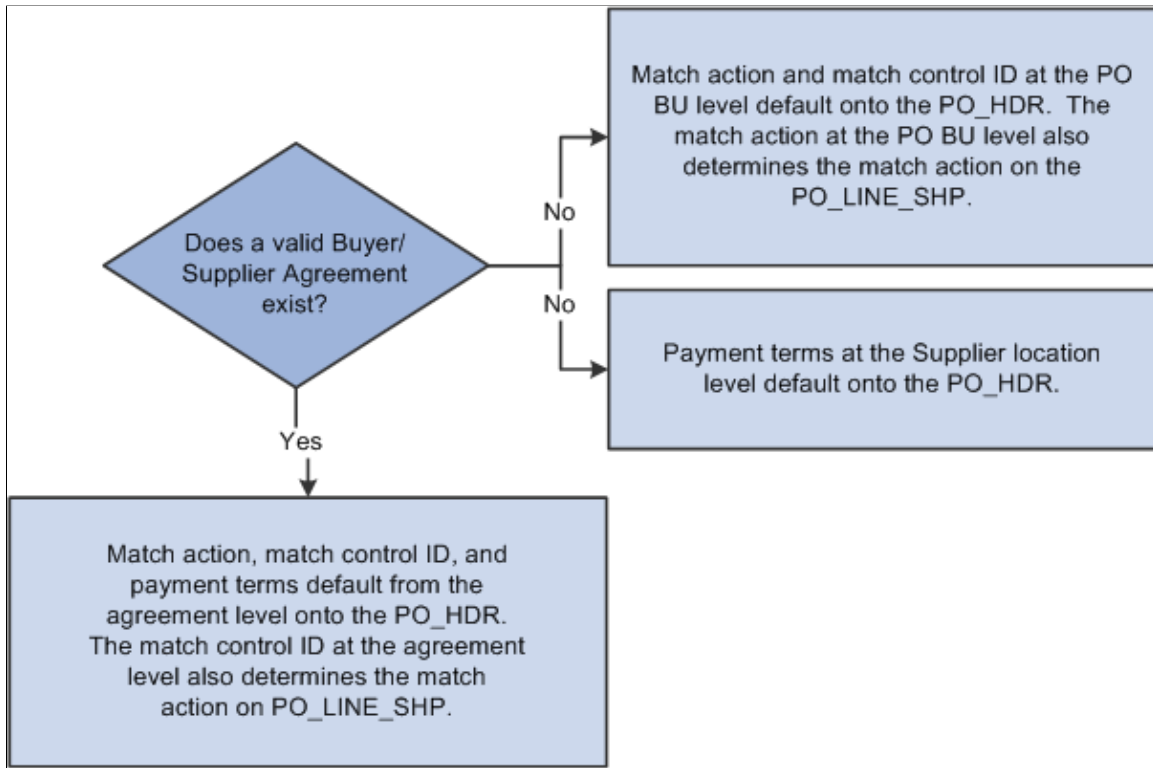 Does a valid Buyer/
Supplier Agreement
exist?
No
Match action and match control ID at the PO
BU level default onto the PO_HDR. The
match action at the PO BU level also
determines the match action on the
PO_LINE_SHP.
No
Payment terms at the Supplier location
level default onto the PO_HDR.
Yes
Match action, match control ID, and
payment terms default from the
agreement level onto the PO_HDR.
The match control ID at the agreement
level also determines the match
action on PO_LINE_SHP.